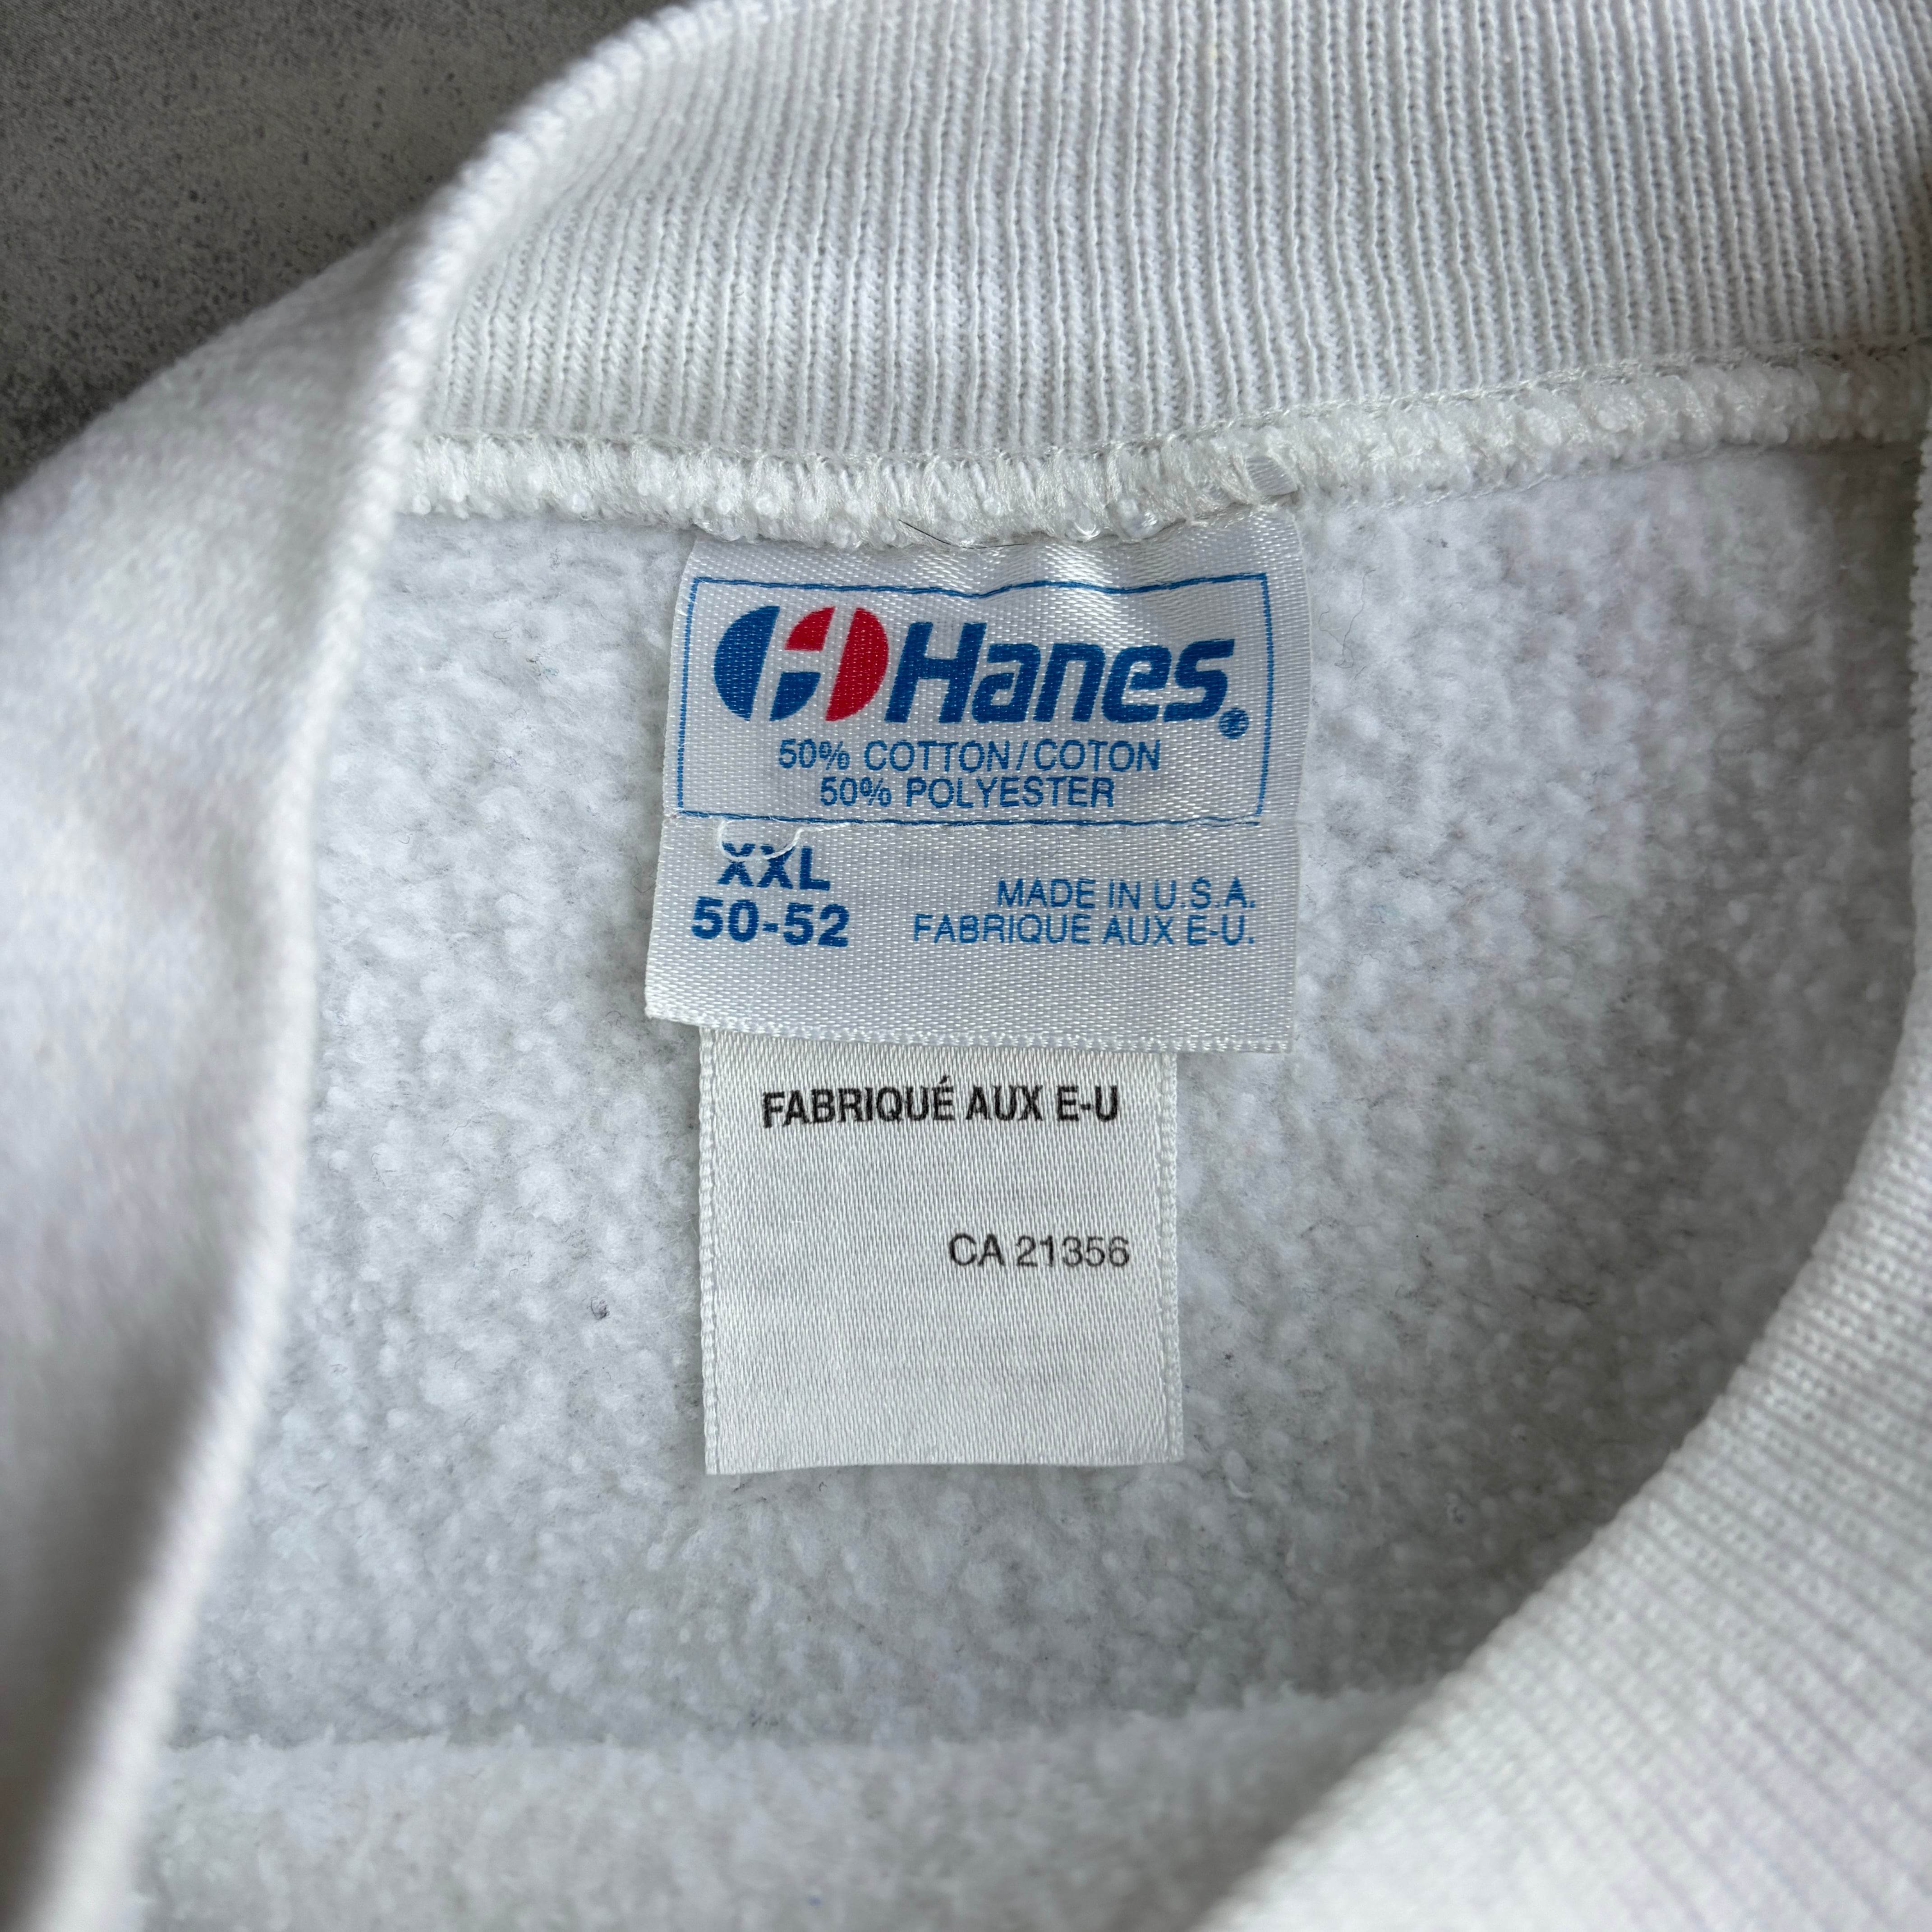 Hanes®
50% COTTON/COTON
50% POLYESTER
XXL
50-52
MADE IN U.S.A.
FABRIQUE AUX E-U.
FABRIQUÉ AUX E-U
CA 21356